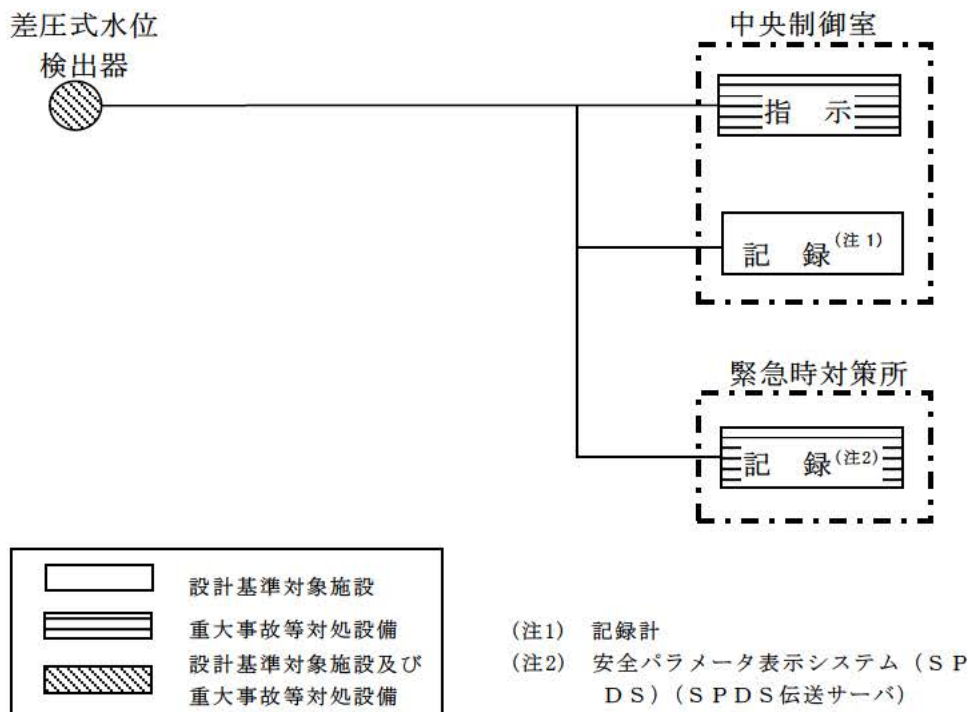 差圧式水位
検出器
中央制御室
指 示
記 録(注1)
緊急時対策所
記 録(注2)
設計基準対象施設
重大事故等対処設備
設計基準対象施設及び
重大事故等対処設備
(注1) 記録計
(注2) 安全パラメータ表示システム(SP
DS)(SPDS伝送サーバ)